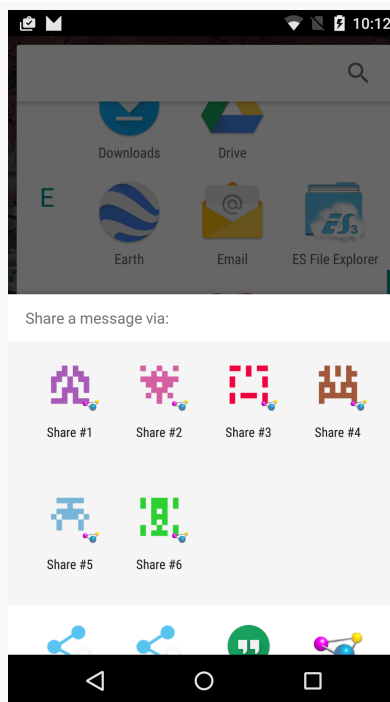 10:12
Downloads
Drive
E
@
Earth
Email
ES3
ES File Explorer
Share a message via:
Share #1
Share #2
Share #3
Share #4
Share #5
Share #6